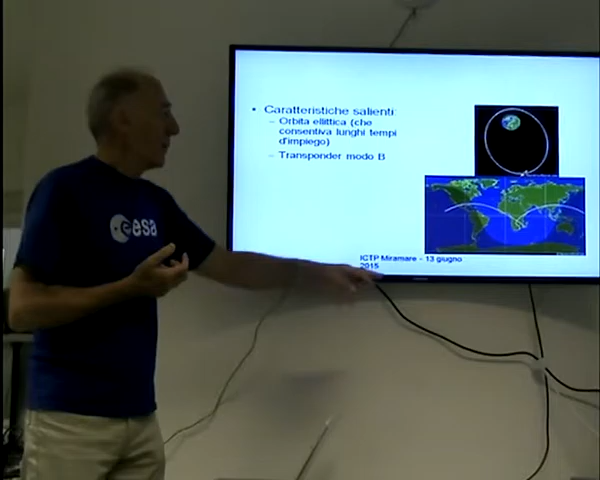 • Caratteristiche salienti:
– Orbita ellittica (che
consentiva lunghi tempi
d'impiego)
– Transponder modo B
ICTP Miramare – 13 giugno
2015
esa